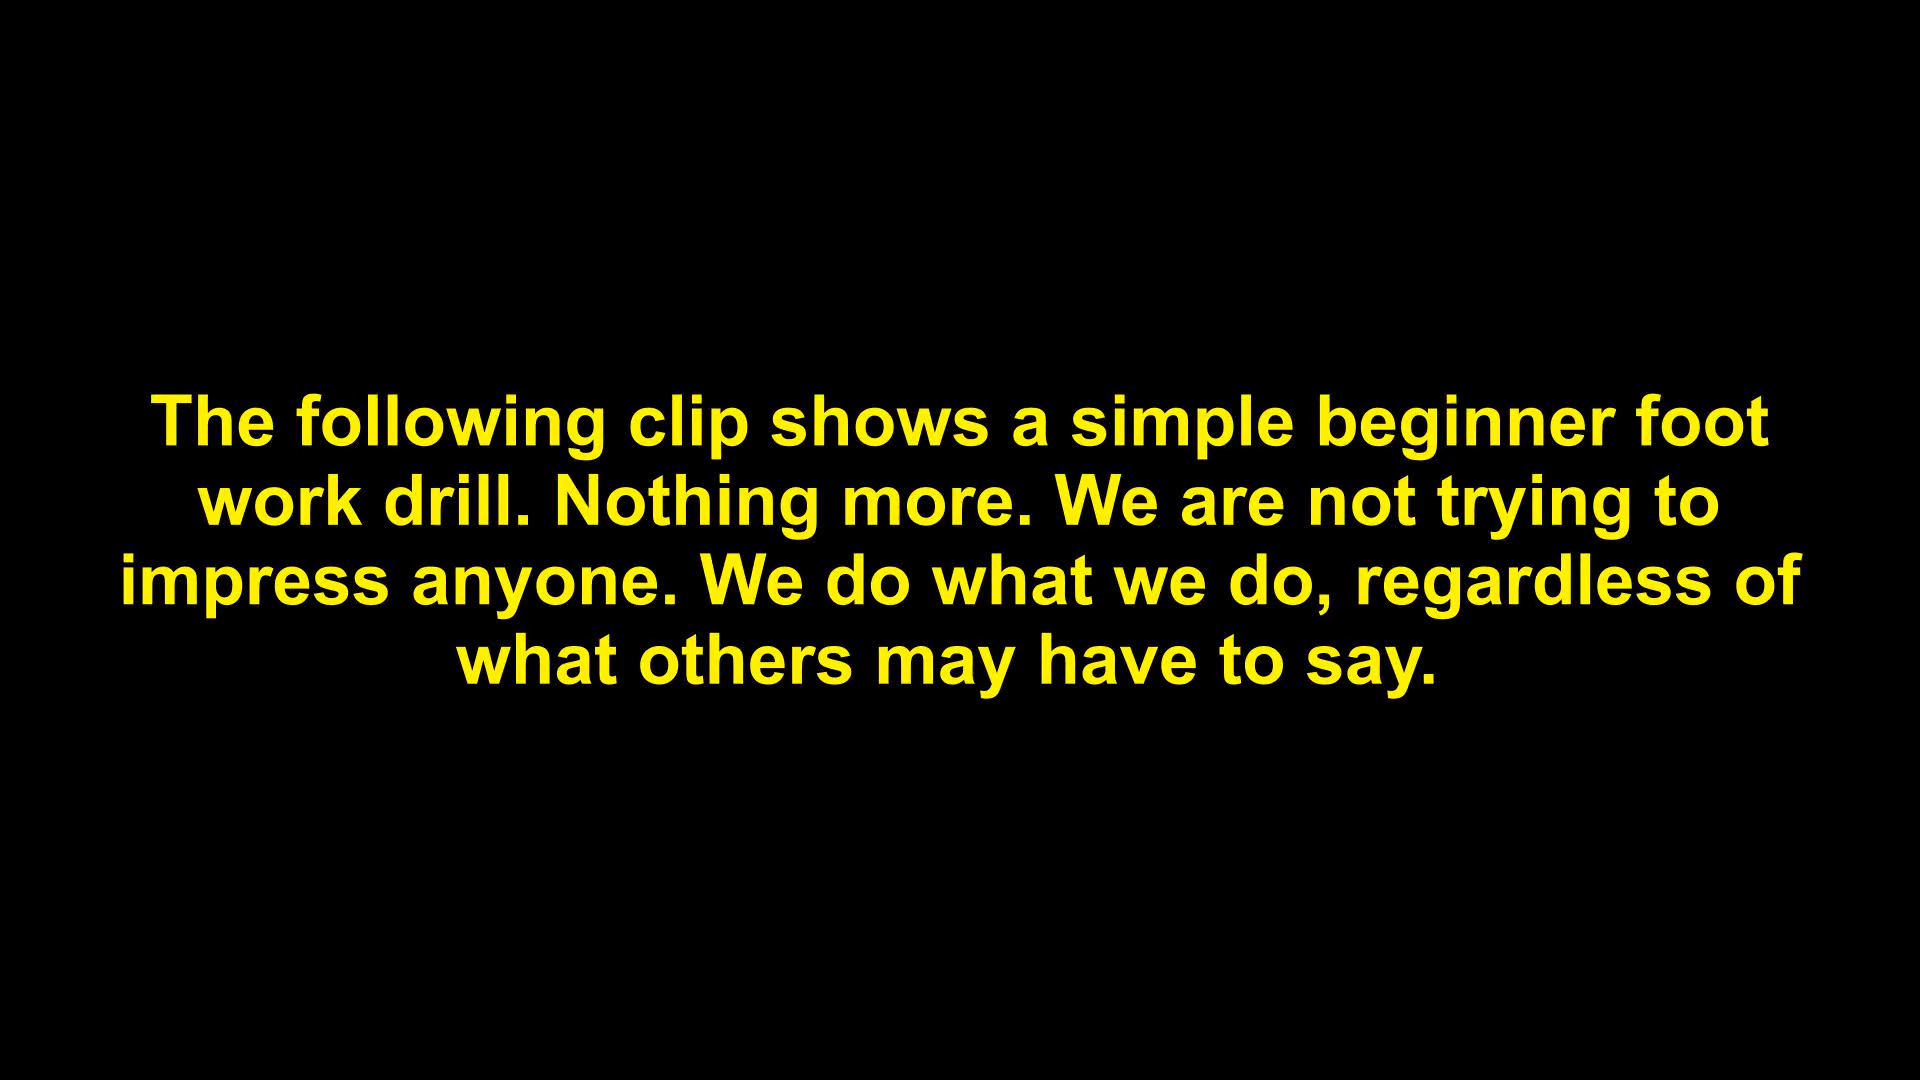 The following clip shows a simple beginner foot
work drill. Nothing more. We are not trying to
impress anyone. We do what we do, regardless of
what others may have to say.